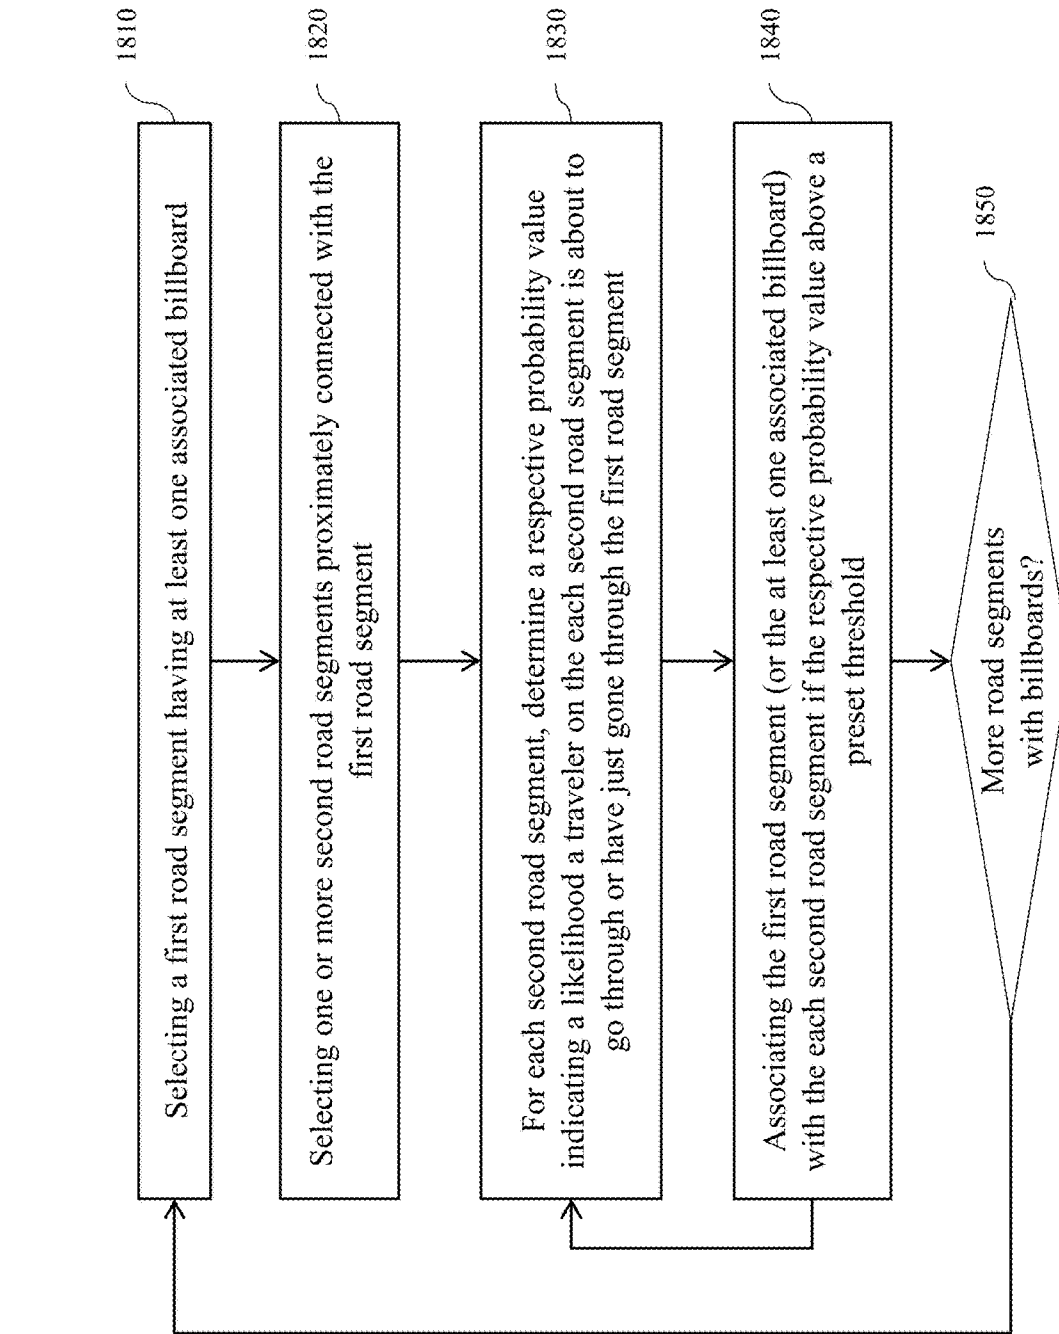 1810
Selecting a first road segment having at least one associated billboard
1820
Selecting one or more second road segments proximately connected with the
first road segment
1830
For each second road segment, determine a respective probability value
indicating a likelihood a traveler on the each second road segment is about to
go through or have just gone through the first road segment
1840
Associating the first road segment (or the at least one associated billboard)
with the each second road segment if the respective probability value above a
preset threshold
1850
More road segments
with billboards?